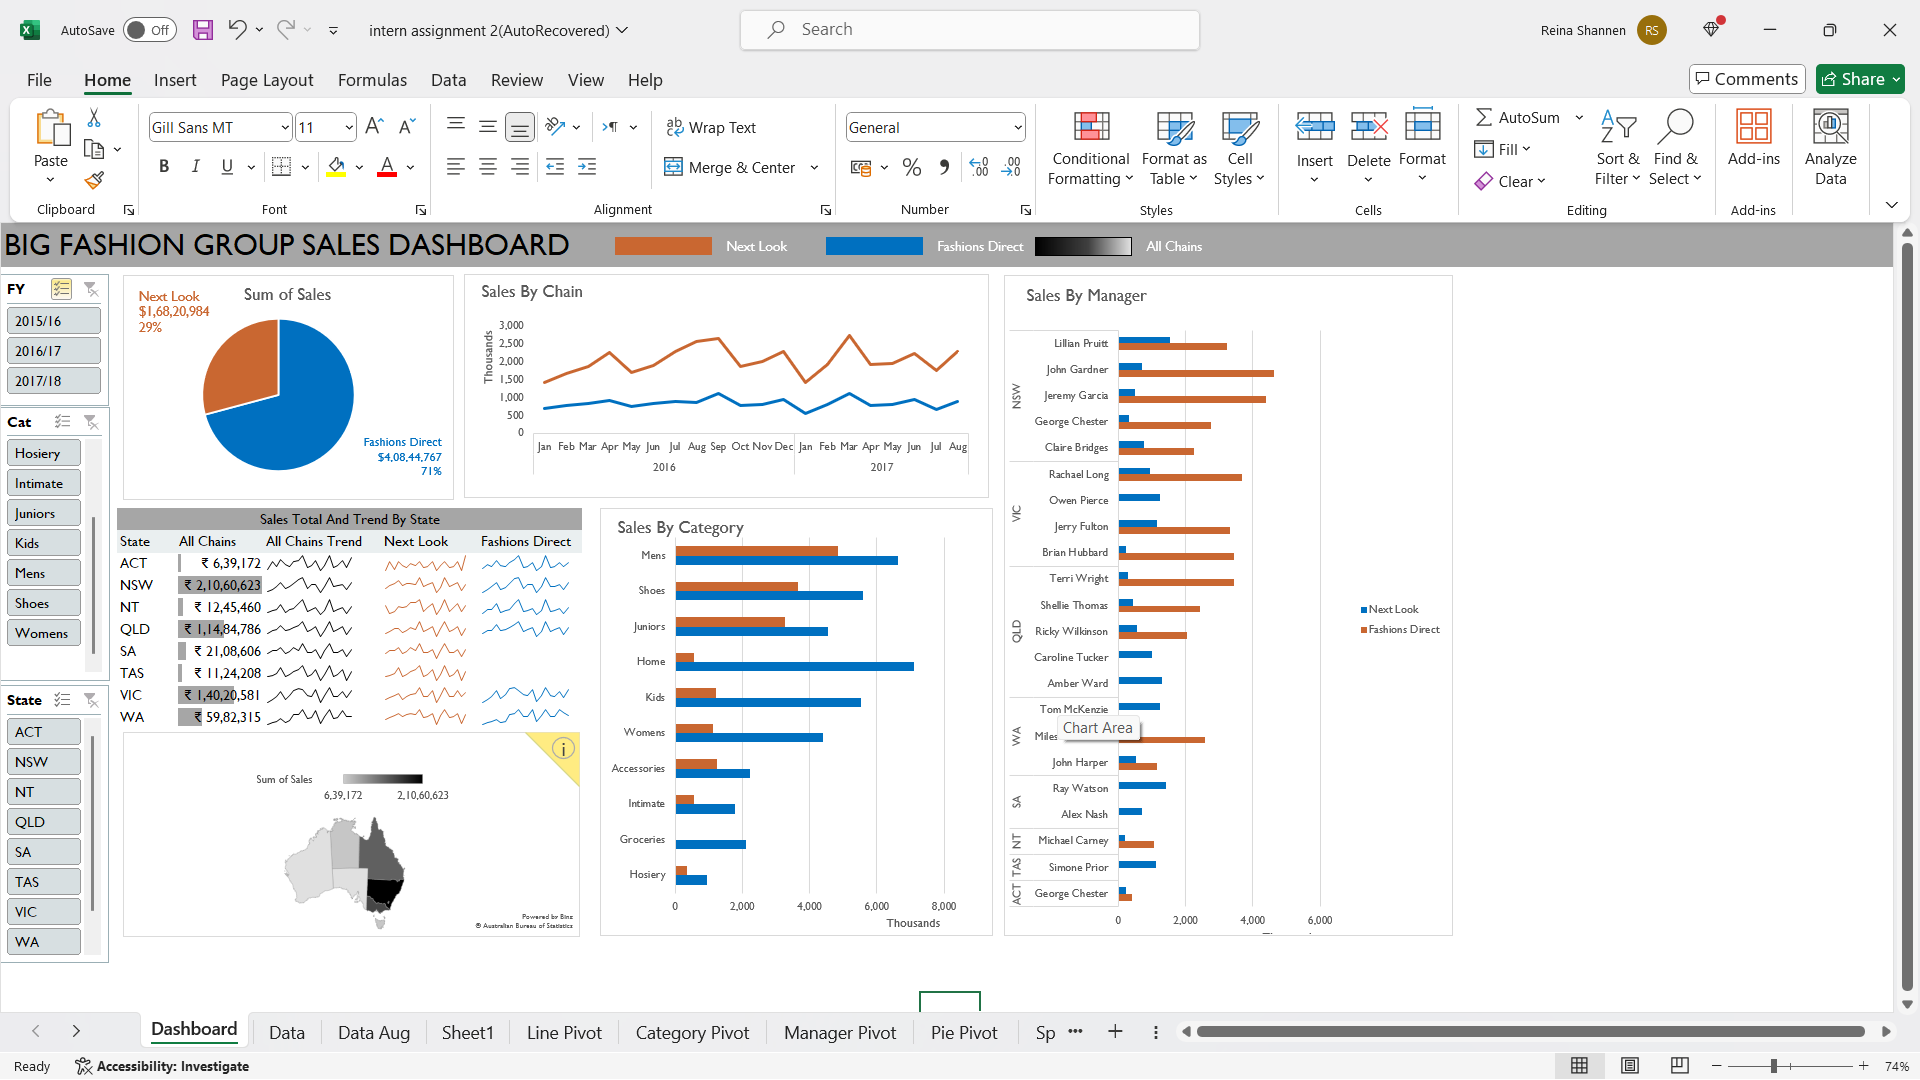 AutoSave Off intern assignment 2(AutoRecovered) Search Reina Shannen RS
File Home Insert Page Layout Formulas Data Review View Help Comments Share
Paste
Clipboard
Gill Sans MT 11
B I U A
Font
ab Wrap Text
Merge & Center
Alignment
General
% 9 .00
Number
Conditional Formatting
Format as Table
Cell Styles
Styles
Insert Delete Format
Cells
AutoSum
Fill
Clear
Sort & Filter
Find & Select
Editing
Add-ins
Add-ins
Analyze Data
BIG FASHION GROUP SALES DASHBOARD Next Look Fashions Direct All Chains
FY
2015/16
2016/17
2017/18
Cat
Hosiery
Intimate
Juniors
Kids
Mens
Shoes
Womens
State
ACT
NSW
NT
QLD
SA
TAS
VIC
WA
Sum of Sales
Next Look
$1,68,20,984
29%
Fashions Direct
$4,08,44,767
71%
Sales By Chain
Thousands
3,000
2,500
2,000
1,500
1,000
500
0
Jan Feb Mar Apr May Jun Jul Aug Sep Oct Nov Dec Jan Feb Mar Apr May Jun Jul Aug
2016 2017
Sales Total And Trend By State
State All Chains All Chains Trend Next Look Fashions Direct
ACT ₹ 6,39,172
NSW ₹ 2,10,60,623
NT ₹ 12,45,460
QLD ₹ 1,14,84,786
SA ₹ 21,08,606
TAS ₹ 11,24,208
VIC ₹ 1,40,20,581
WA ₹ 59,82,315
Sum of Sales
6,39,172 2,10,60,623
Powered by Bing
© Australian Bureau of Statistics
Sales By Category
Mens
Shoes
Juniors
Home
Kids
Womens
Accessories
Intimate
Groceries
Hosiery
0 2,000 4,000 6,000 8,000
Thousands
Sales By Manager
NSW
Lillian Pruitt
John Gardner
Jeremy Garcia
George Chester
Claire Bridges
VIC
Rachael Long
Owen Pierce
Jerry Fulton
Brian Hubbard
QLD
Terri Wright
Shellie Thomas
Ricky Wilkinson
Caroline Tucker
Amber Ward
WA
Tom McKenzie
Miles
Chart Area
John Harper
SA
Ray Watson
Alex Nash
NT
Michael Carney
TAS
Simone Prior
ACT
George Chester
0 2,000 4,000 6,000
Next Look
Fashions Direct
Dashboard Data Data Aug Sheet1 Line Pivot Category Pivot Manager Pivot Pie Pivot Sp
Ready Accessibility: Investigate 74%